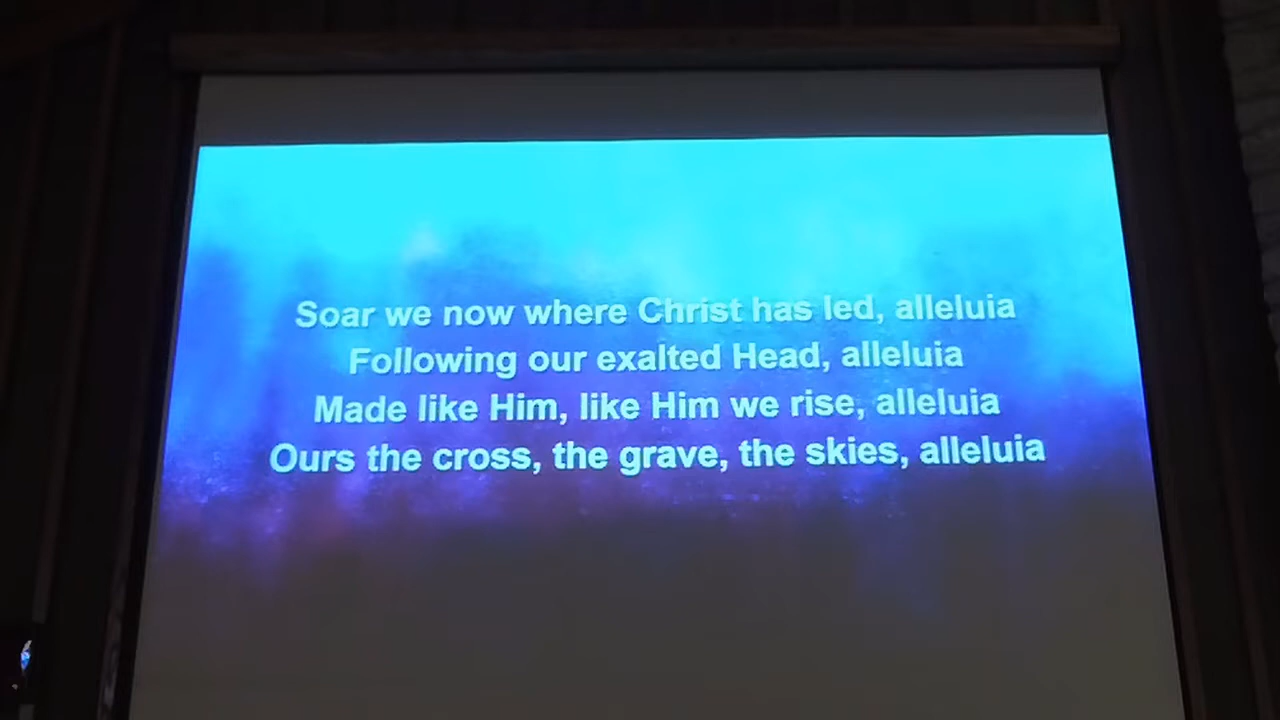 Soar we now where Christ has led, alleluia
Following our exalted Head, alleluia
Made like Him, like Him we rise, alleluia
Ours the cross, the grave, the skies, alleluia